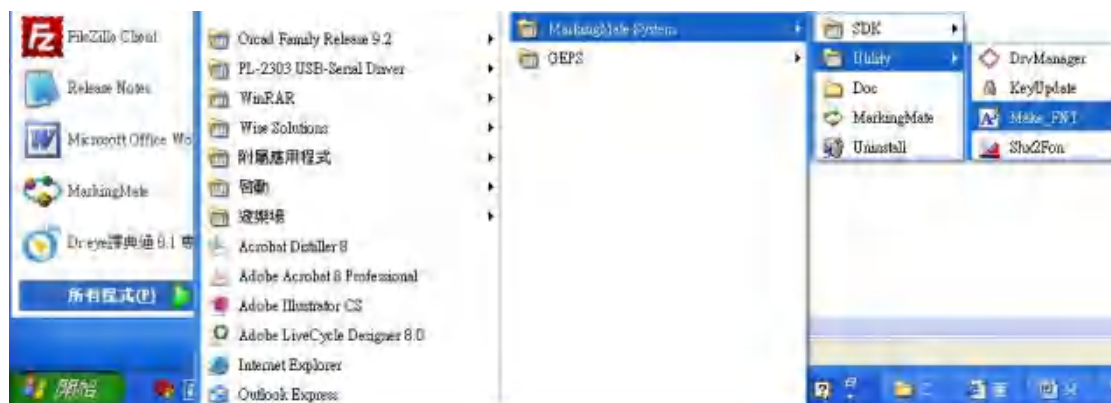 FileZilla Client
Release Notes
Microsoft Office Wo
MarkingMate
Dr.eye譯典通 8.1 專
所有程式(P)
開始
Orcad Family Release 9.2
PL-2303 USB-Serial Driver
WinRAR
Wise Solutions
附屬應用程式
啟動
遊樂場
Acrobat Distiller 8
Adobe Acrobat 8 Professional
Adobe Illustrator CS
Adobe LiveCycle Designer 8.0
Internet Explorer
Outlook Express
MarkingMate System
GEPS
SDK
Utility
Doc
MarkingMate
Uninstall
DrvManager
KeyUpdate
Make_FNT
Shx2Fon